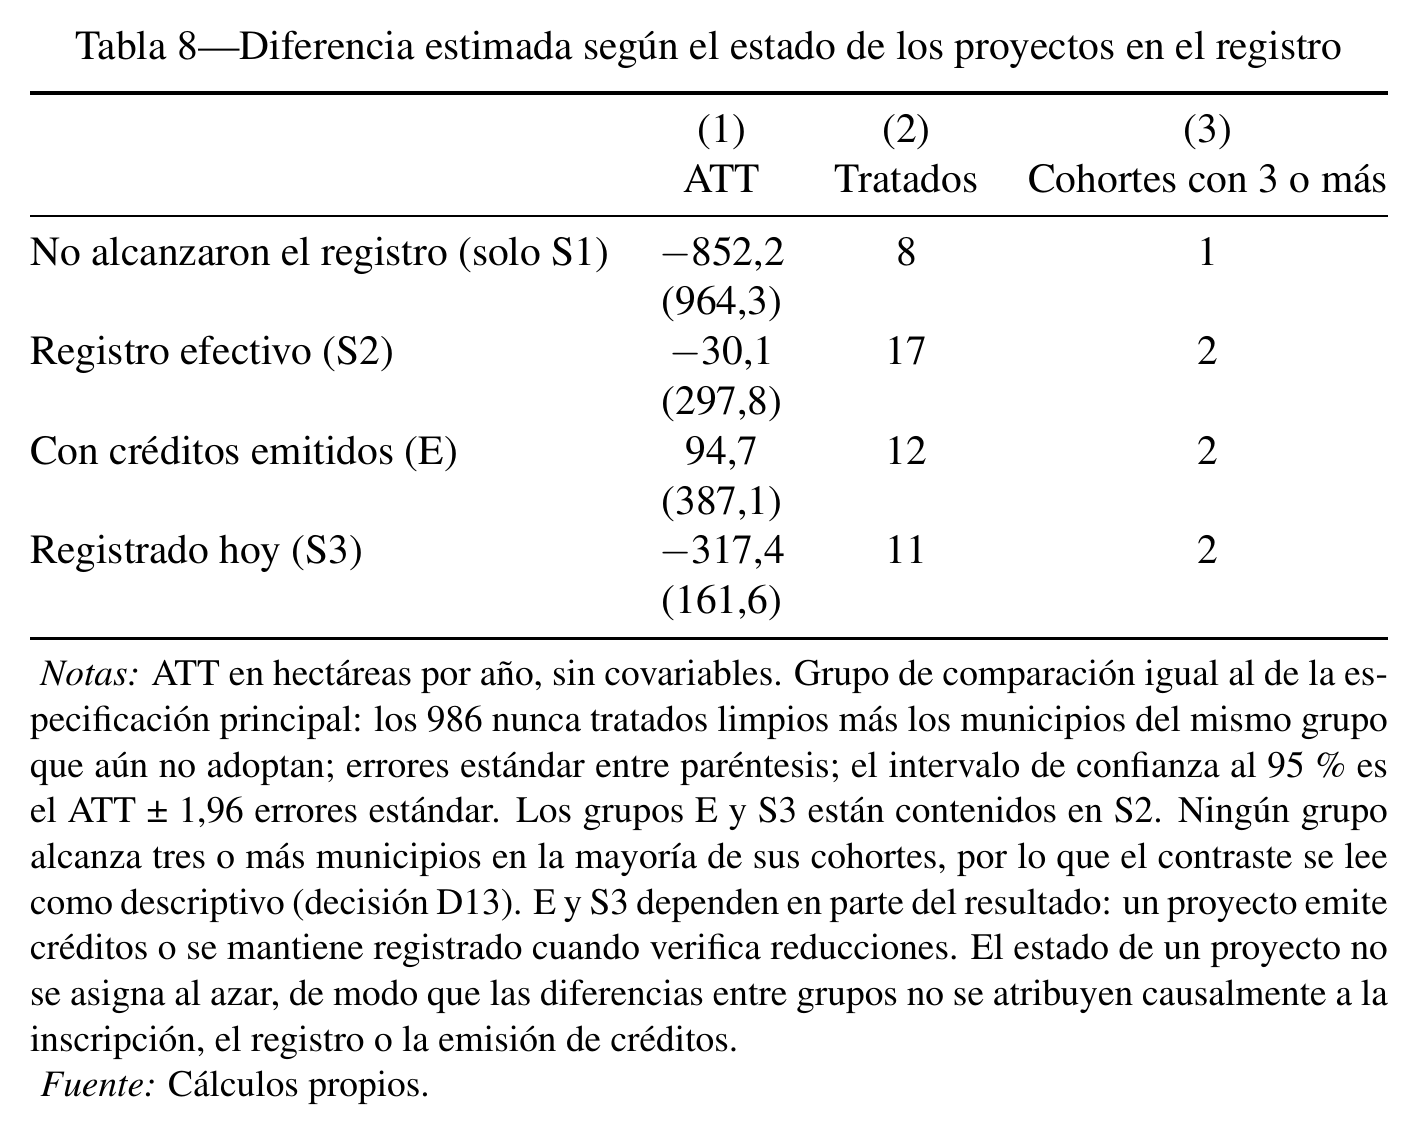 Tabla 8—Diferencia estimada según el estado de los proyectos en el registro
(1) (2) (3)
ATT Tratados Cohortes con 3 o más
No alcanzaron el registro (solo S1) −852,2 8 1
(964,3)
Registro efectivo (S2) −30,1 17 2
(297,8)
Con créditos emitidos (E) 94,7 12 2
(387,1)
Registrado hoy (S3) −317,4 11 2
(161,6)
Notas: ATT en hectáreas por año, sin covariables. Grupo de comparación igual al de la es-
pecificación principal: los 986 nunca tratados limpios más los municipios del mismo grupo
que aún no adoptan; errores estándar entre paréntesis; el intervalo de confianza al 95 % es
el ATT ± 1,96 errores estándar. Los grupos E y S3 están contenidos en S2. Ningún grupo
alcanza tres o más municipios en la mayoría de sus cohortes, por lo que el contraste se lee
como descriptivo (decisión D13). E y S3 dependen en parte del resultado: un proyecto emite
créditos o se mantiene registrado cuando verifica reducciones. El estado de un proyecto no
se asigna al azar, de modo que las diferencias entre grupos no se atribuyen causalmente a la
inscripción, el registro o la emisión de créditos.
Fuente: Cálculos propios.